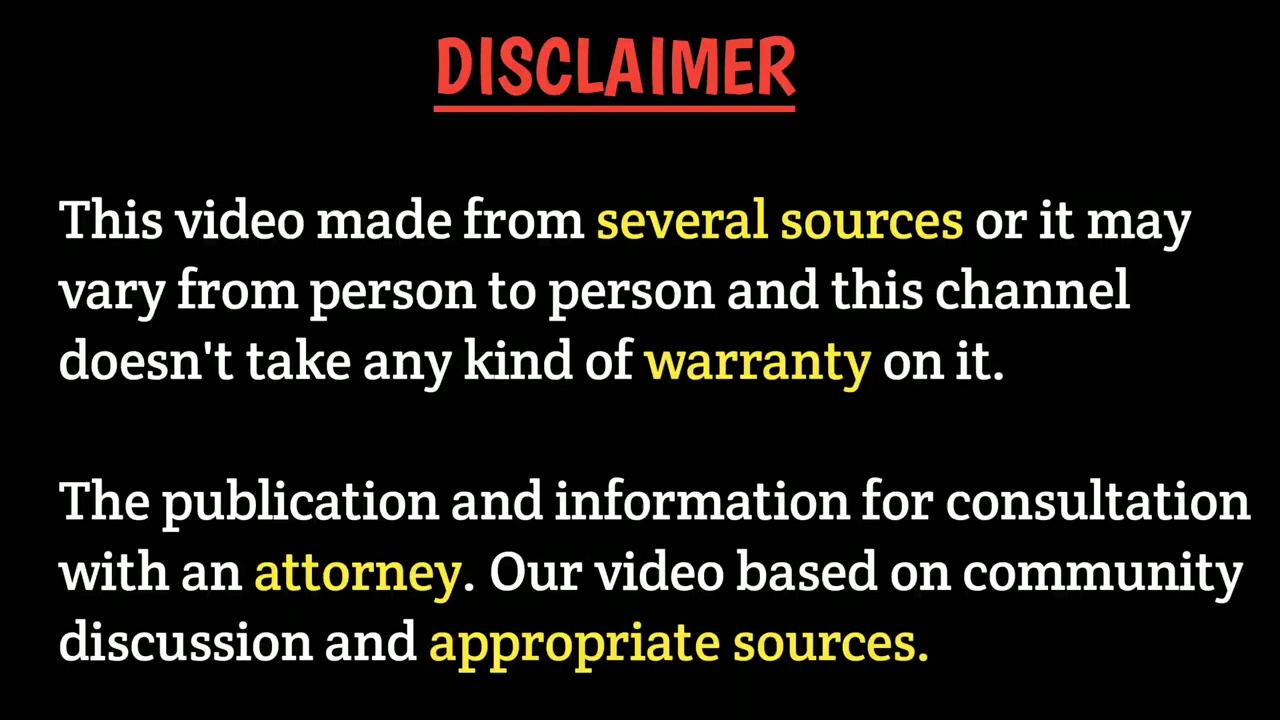 DISCLAIMER
This video made from several sources or it may
vary from person to person and this channel
doesn't take any kind of warranty on it.
The publication and information for consultation
with an attorney. Our video based on community
discussion and appropriate sources.